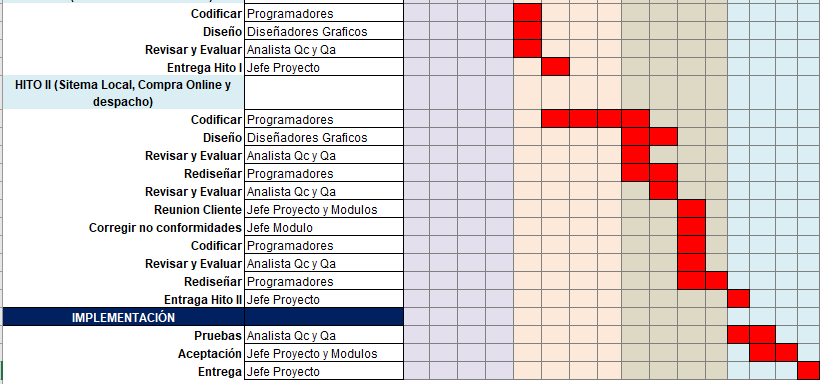 Codificar Programadores
Diseño Diseñadores Graficos
Revisar y Evaluar Analista Qc y Qa
Entrega Hito I Jefe Proyecto
HITO II (Sitema Local, Compra Online y
despacho)
Codificar Programadores
Diseño Diseñadores Graficos
Revisar y Evaluar Analista Qc y Qa
Rediseñar Programadores
Revisar y Evaluar Analista Qc y Qa
Reunion Cliente Jefe Proyecto y Modulos
Corregir no conformidades Jefe Modulo
Codificar Programadores
Revisar y Evaluar Analista Qc y Qa
Rediseñar Programadores
Entraga Hito II Jefe Proyecto
IMPLEMENTACIÓN
Pruebas Analista Qc y Qa
Aceptación Jefe Proyecto y Modulos
Entrega Jefe Proyecto